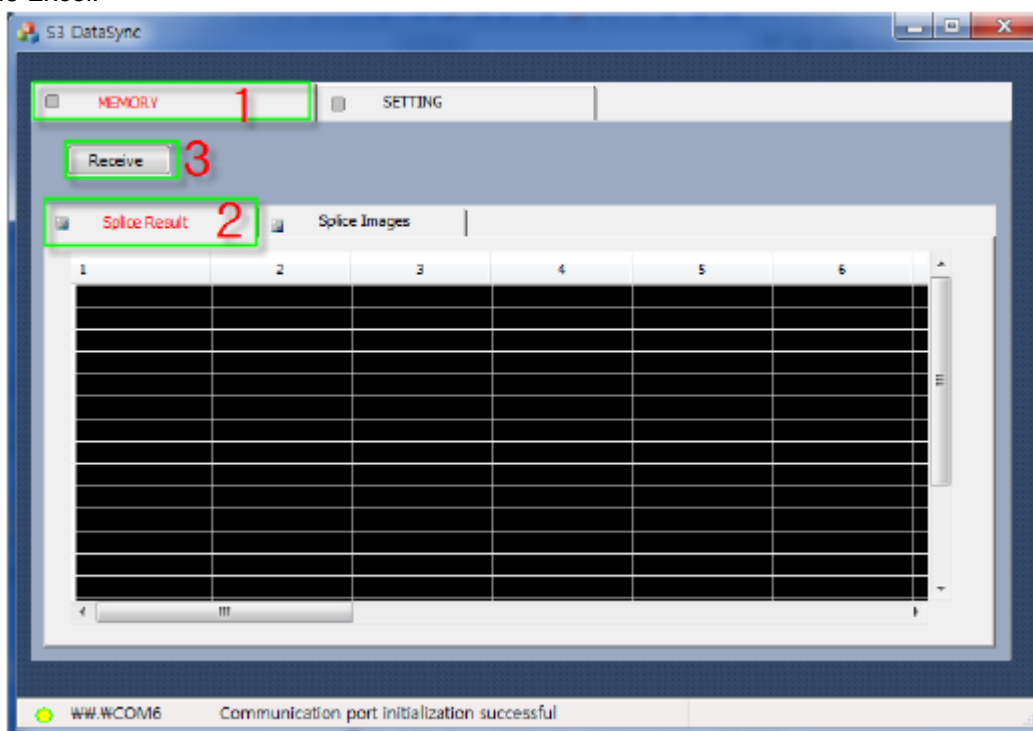 S3 DataSync
MEMORY 1 SETTING
Receive 3
Splice Result 2 Splice Images
1 2 3 4 5 6
₩₩.₩COM6 Communication port initialization successful